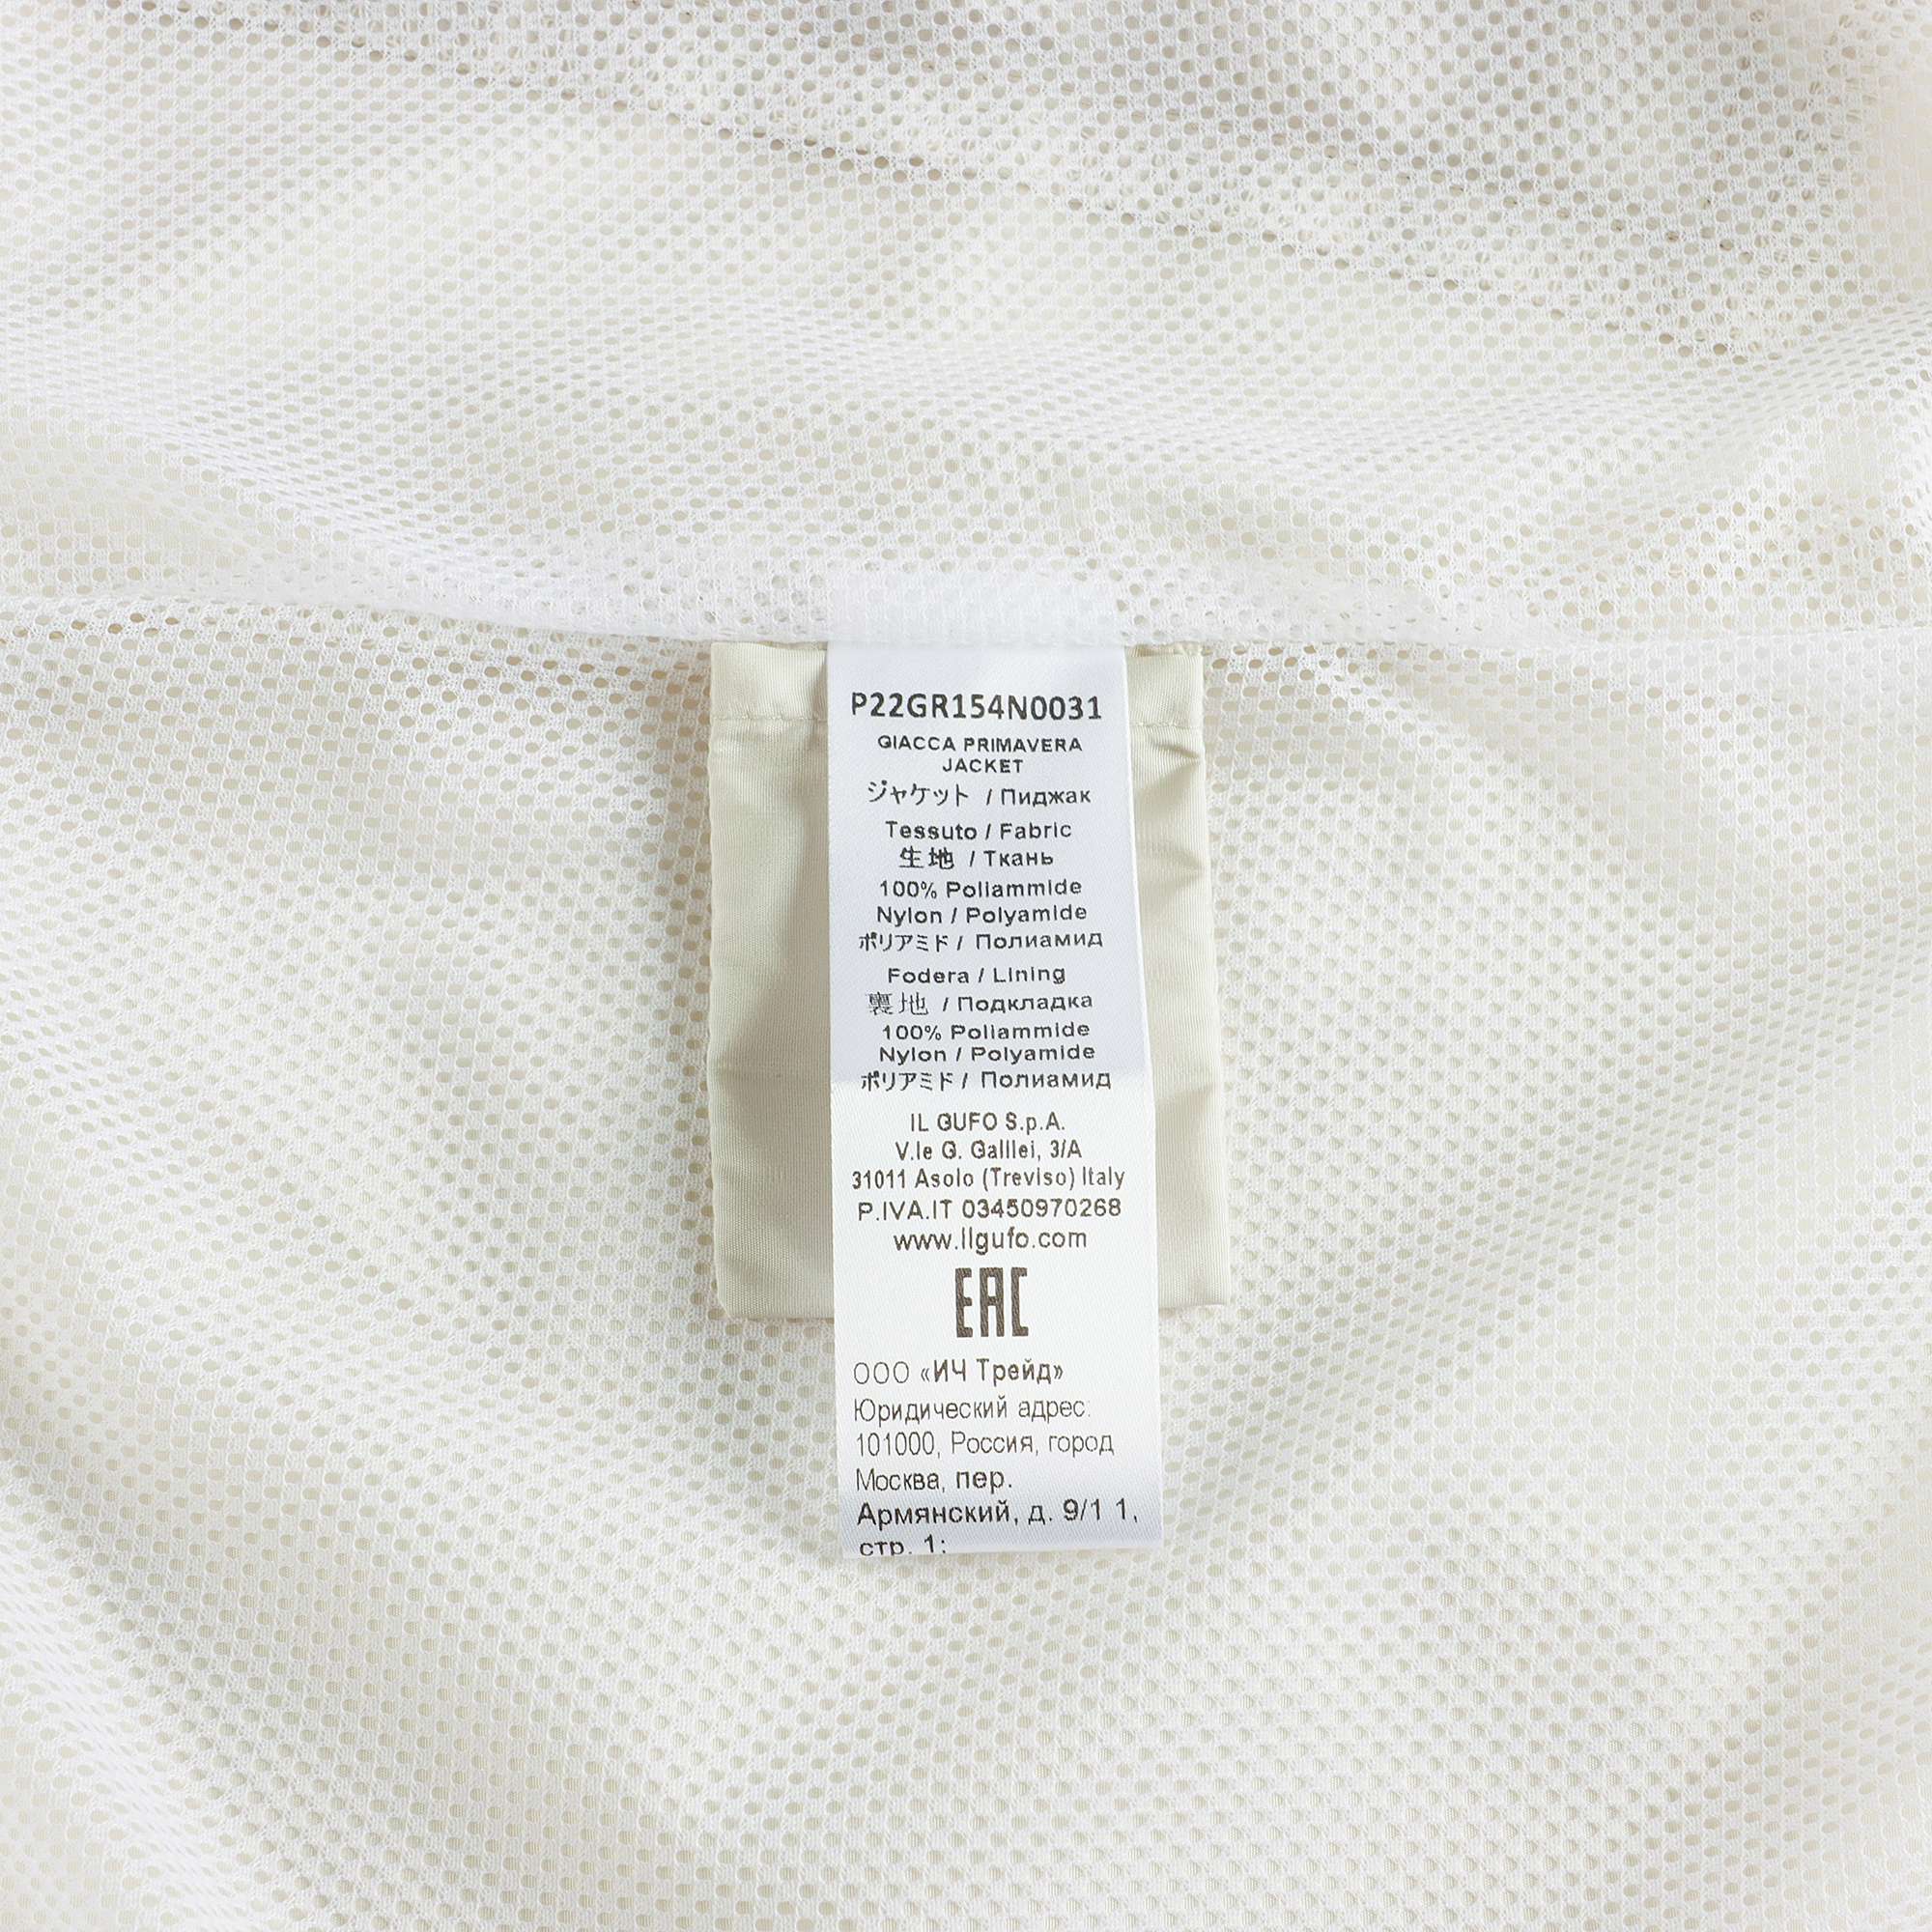 P22GR154N0031
GIACCA PRIMAVERA
JACKET
ジャケット / Пиджак
Tessuto / Fabric
生地 / Ткань
100% Poliammide
Nylon / Polyamide
ポリアミド / Полиамид
Fodera / Lining
裏地 / Подкладка
100% Poliammide
Nylon / Polyamide
ポリアミド / Полиамид
IL GUFO S.p.A.
V.le G. Galilei, 3/A
31011 Asolo (Treviso) Italy
P.IVA.IT 03450970268
www.ilgufo.com
EAC
ООО «ИЧ Трейд»
Юридический адрес:
101000, Россия, город
Москва, пер.
Армянский, д. 9/1 1,
стр. 1;